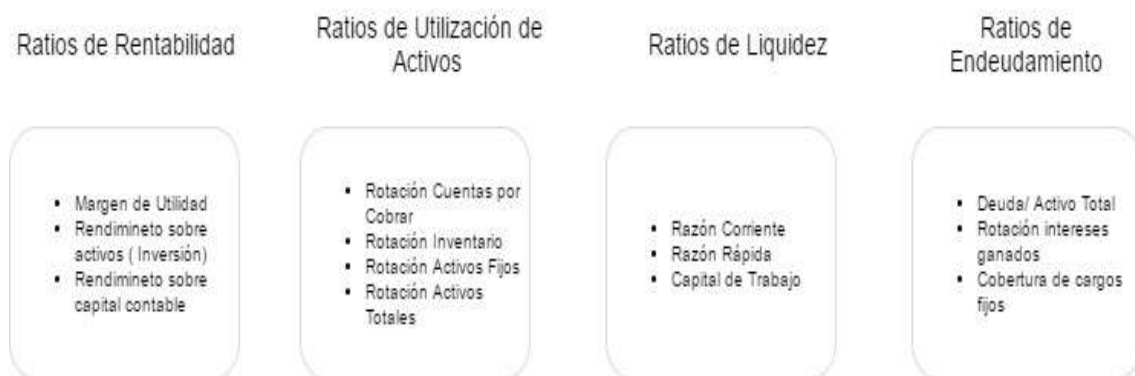 Ratios de Rentabilidad
• Margen de Utilidad
• Rendimineto sobre
activos ( Inversión)
• Rendimineto sobre
capital contable
Ratios de Utilización de
Activos
• Rotación Cuentas por
Cobrar
• Rotación Inventario
• Rotación Activos Fijos
• Rotación Activos
Totales
Ratios de Liquidez
• Razón Corriente
• Razón Rápida
• Capital de Trabajo
Ratios de
Endeudamiento
• Deuda/ Activo Total
• Rotación intereses
ganados
• Cobertura de cargos
fijos